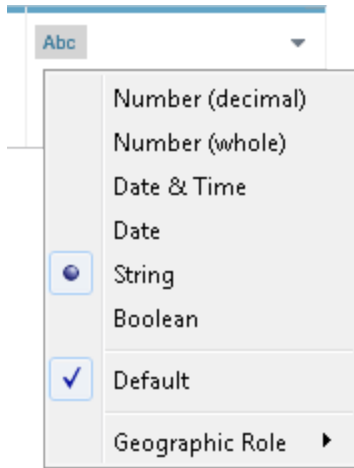 Abc
Number (decimal)
Number (whole)
Date & Time
Date
String
Boolean
Default
Geographic Role